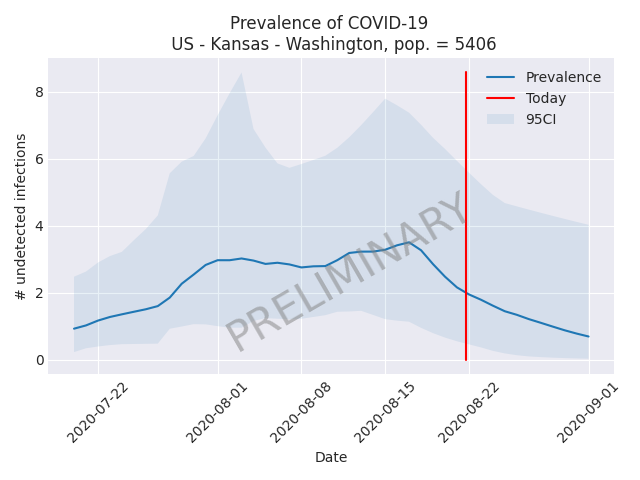 Prevalence of COVID-19
US - Kansas - Washington, pop. = 5406
Prevalence
Today
95CI
8
6
4
2
0
# undetected infections
PRELIMINARY
2020-07-22
2020-08-01
2020-08-08
2020-08-15
2020-08-22
2020-09-01
Date